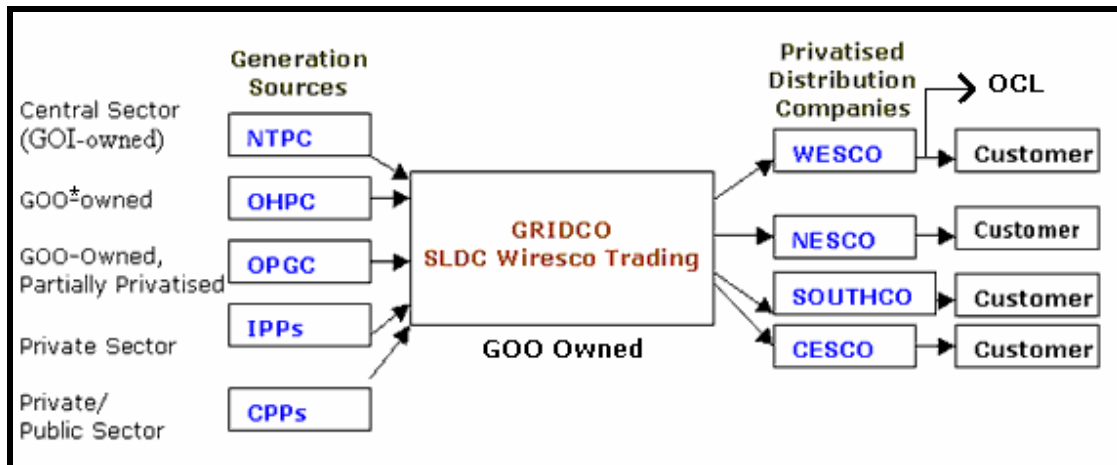 Generation
Sources
Central Sector
(GOI-owned)
NTPC
GOO±owned
OHPC
GOO-Owned,
Partially Privatised
OPGC
IPPs
Private Sector
Private/
Public Sector
CPPs
GRIDCO
SLDC Wiresco Trading
GOO Owned
Privatised
Distribution
Companies
OCL
WESCO
Customer
NESCO
Customer
SOUTHCO
Customer
CESCO
Customer